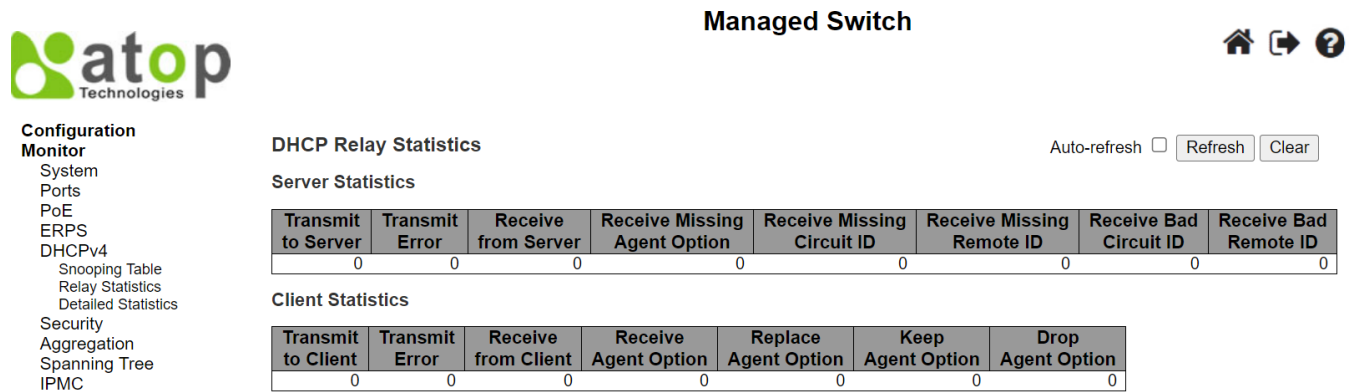 Managed Switch
atop
Technologies
Configuration
Monitor
System
Ports
PoE
ERPS
DHCPv4
Snooping Table
Relay Statistics
Detailed Statistics
Security
Aggregation
Spanning Tree
IPMC
DHCP Relay Statistics
Auto-refresh Refresh Clear
Server Statistics
Transmit to Server Transmit Error Receive from Server Receive Missing Agent Option Receive Missing Circuit ID Receive Missing Remote ID Receive Bad Circuit ID Receive Bad Remote ID
0 0 0 0 0 0 0 0
Client Statistics
Transmit to Client Transmit Error Receive from Client Receive Agent Option Replace Agent Option Keep Agent Option Drop Agent Option
0 0 0 0 0 0 0